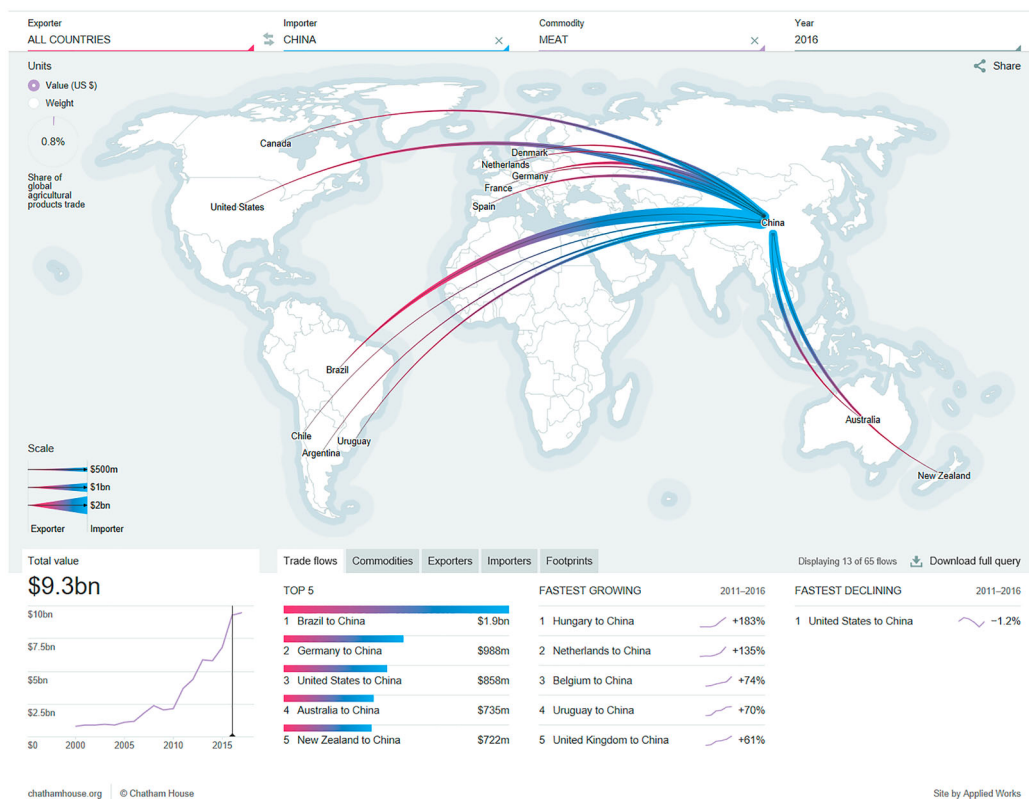 Exporter
ALL COUNTRIES
Importer
CHINA
Commodity
MEAT
Year
2016
Units
Value (US $)
Weight
0.8%
Share of
global
agricultural
products trade
Share
Canada
United States
Denmark
Netherlands
Germany
France
Spain
China
Brazil
Chile
Uruguay
Argentina
Australia
New Zealand
Scale
$500m
$1bn
$2bn
Exporter Importer
Total value
$9.3bn
$10bn
$7.5bn
$5bn
$2.5bn
$0
2000 2005 2010 2015
Trade flows Commodities Exporters Importers Footprints
Displaying 13 of 65 flows
Download full query
TOP 5
1 Brazil to China $1.9bn
2 Germany to China $988m
3 United States to China $858m
4 Australia to China $735m
5 New Zealand to China $722m
FASTEST GROWING 2011–2016
1 Hungary to China +183%
2 Netherlands to China +135%
3 Belgium to China +74%
4 Uruguay to China +70%
5 United Kingdom to China +61%
FASTEST DECLINING 2011–2016
1 United States to China −1.2%
chathamhouse.org © Chatham House
Site by Applied Works